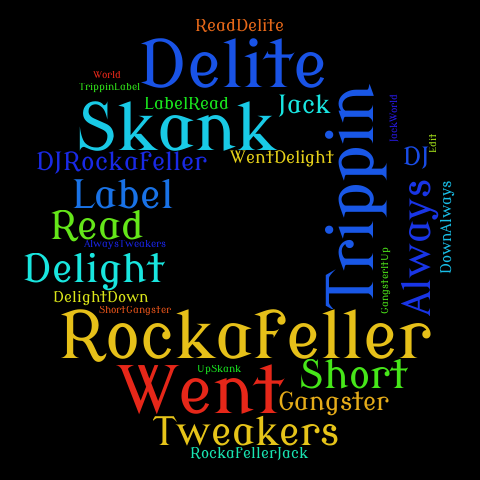 ReadDelite
Delite
World
TrippinLabel
LabelRead
Jack
Skank
JackWorld
Trippin
DJ
Edit
DJRockafeller
WentDelight
Label
Always
DownAlways
Read
AlwaysTweakers
Delight
GangsterItUp
DelightDown
ShortGangster
Rockafeller
UpSkank
Short
Went
Gangster
Tweakers
RockafellerJack